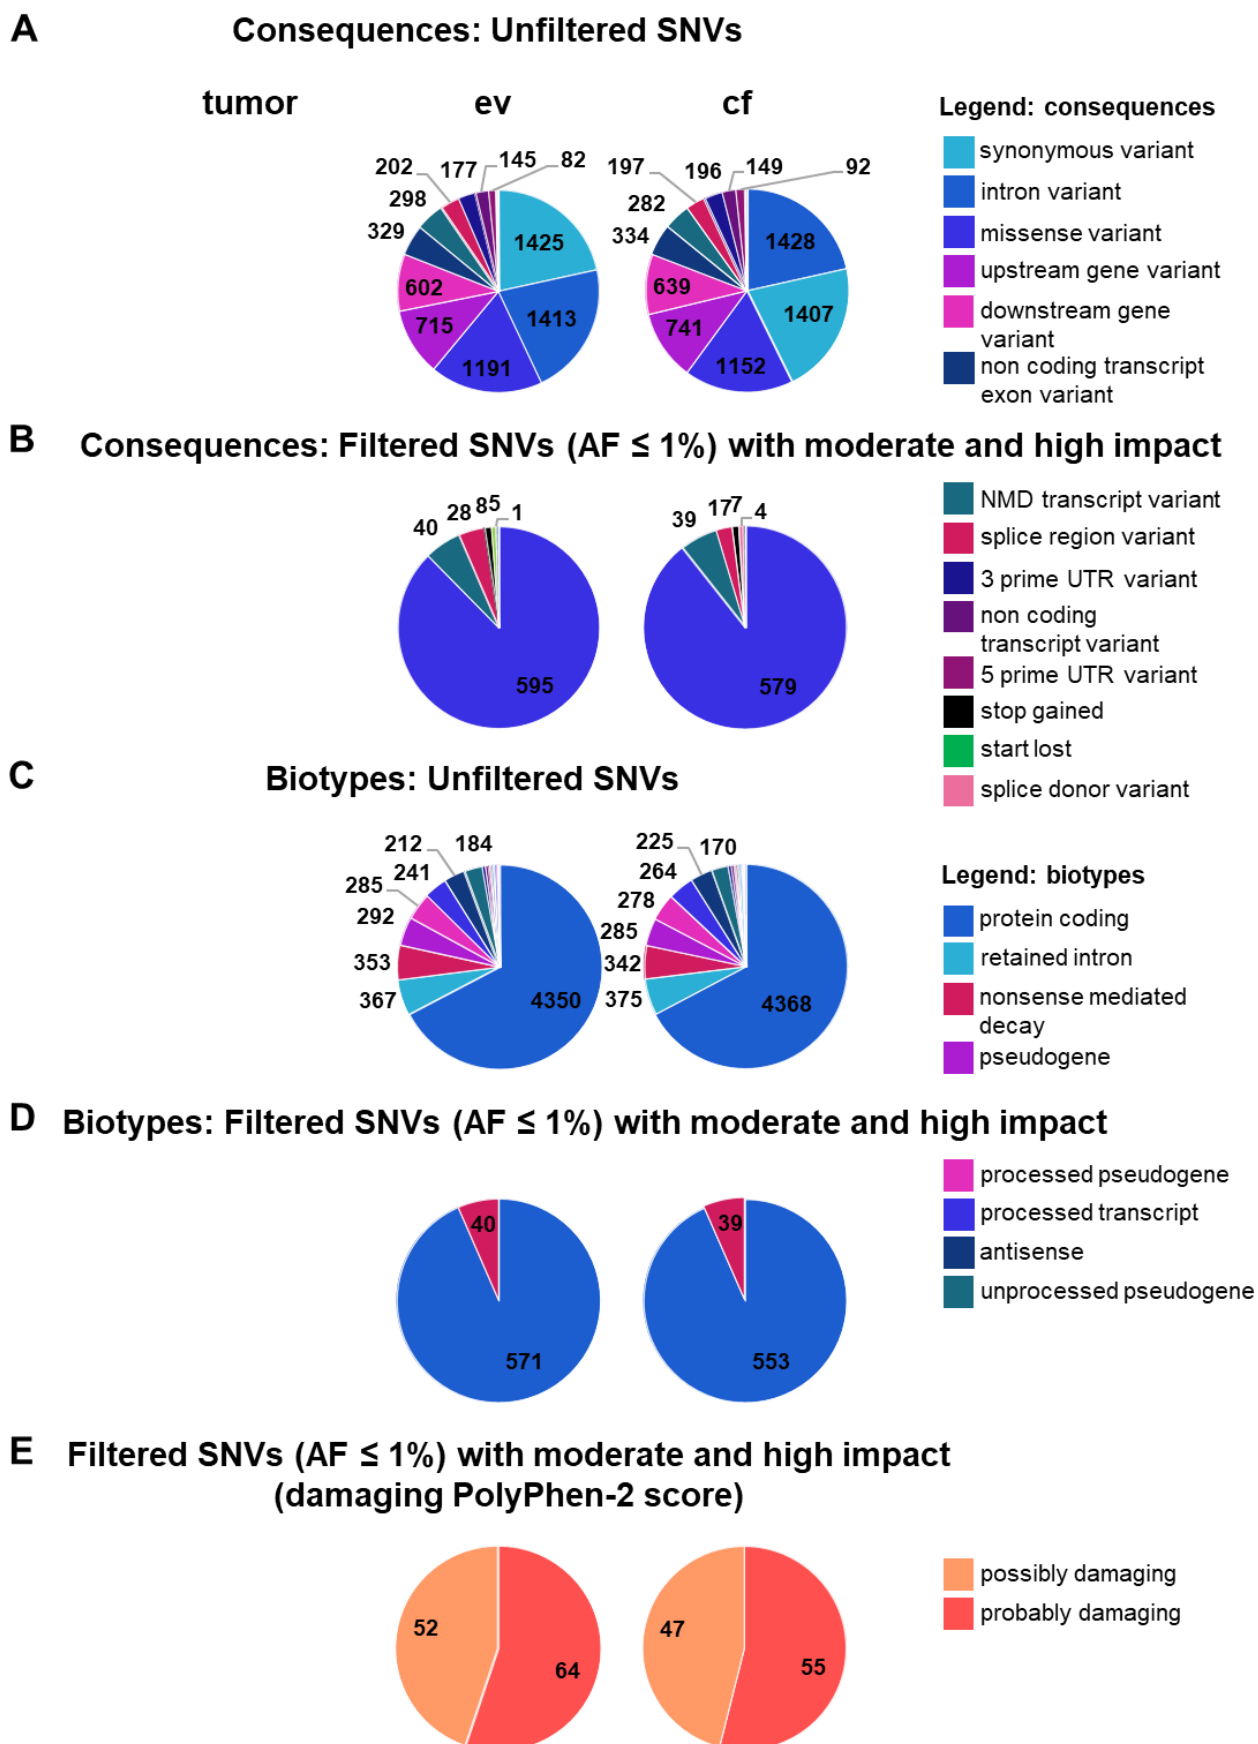 A
Consequences: Unfiltered SNVs
tumor
ev
cf
Legend: consequences
synonymous variant
intron variant
missense variant
upstream gene variant
downstream gene
variant
non coding transcript
exon variant
202
177
145
82
298
329
602
715
1191
1413
1425
197
196
149
92
282
334
639
741
1152
1407
1428
B
Consequences: Filtered SNVs (AF ≤ 1%) with moderate and high impact
40
28
8
5
1
595
39
17
7
4
579
NMD transcript variant
splice region variant
3 prime UTR variant
non coding
transcript variant
5 prime UTR variant
stop gained
start lost
splice donor variant
C
Biotypes: Unfiltered SNVs
212
184
241
285
292
353
367
4350
225
170
264
278
285
342
375
4368
Legend: biotypes
protein coding
retained intron
nonsense mediated
decay
pseudogene
D
Biotypes: Filtered SNVs (AF ≤ 1%) with moderate and high impact
40
571
39
553
processed pseudogene
processed transcript
antisense
unprocessed pseudogene
E
Filtered SNVs (AF ≤ 1%) with moderate and high impact
(damaging PolyPhen-2 score)
52
64
47
55
possibly damaging
probably damaging